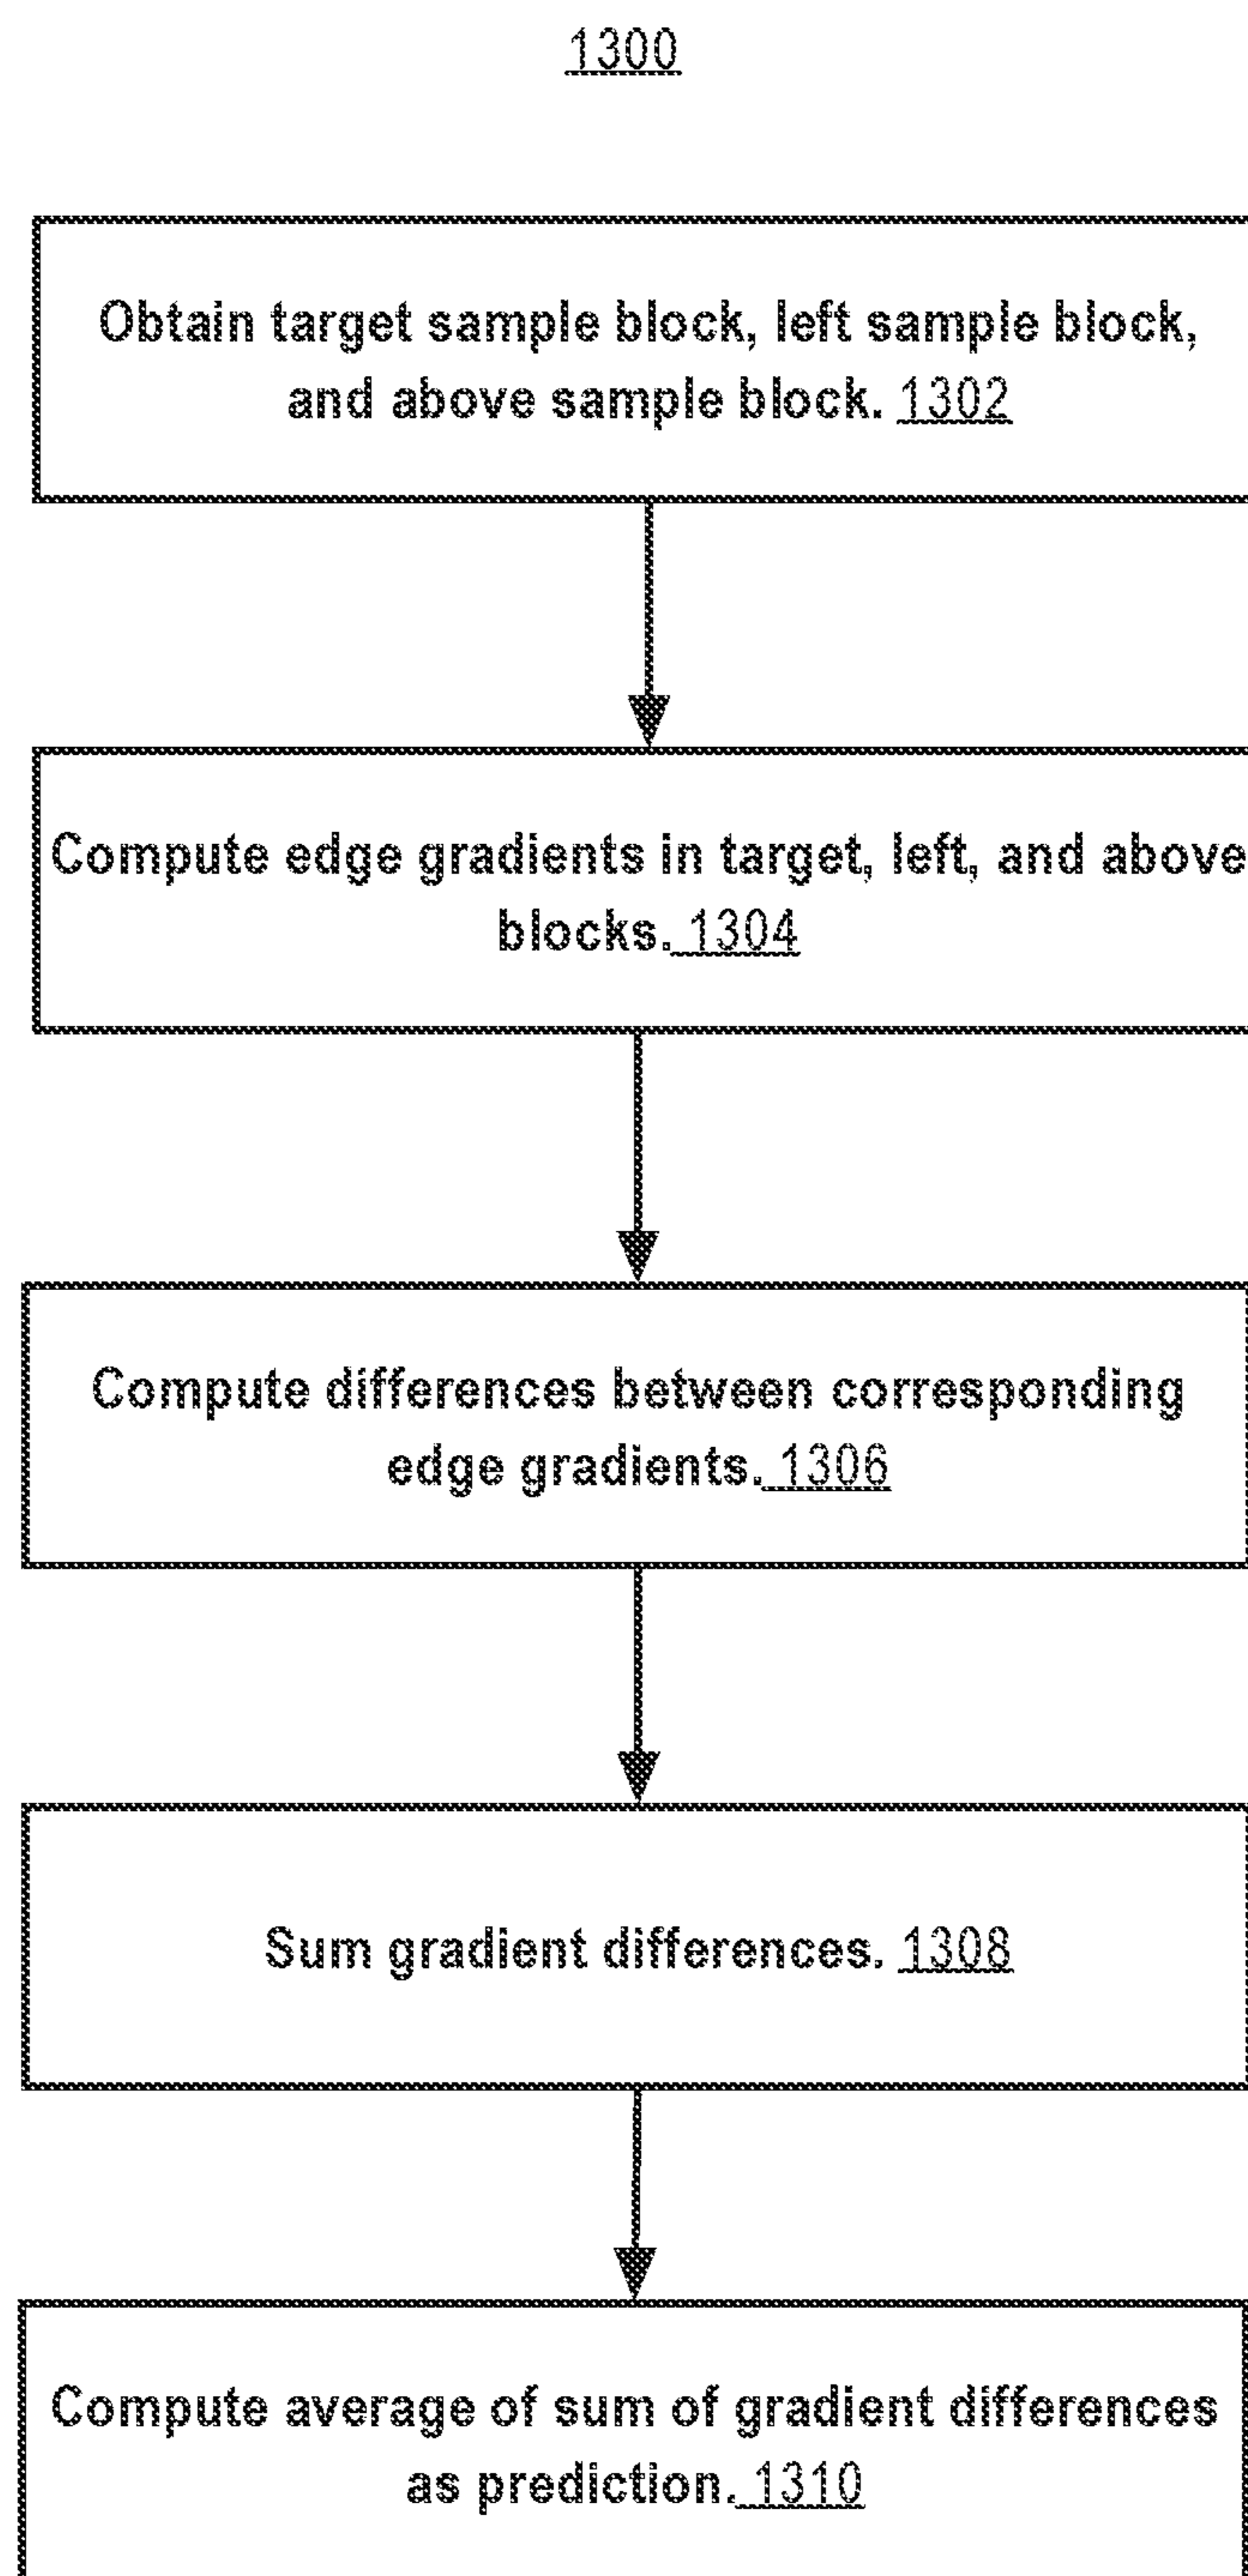 1300
Obtain target sample block, left sample block,
and above sample block. 1302
Compute edge gradients in target, left, and above
blocks. 1304
Compute differences between corresponding
edge gradients. 1306
Sum gradient differences. 1308
Compute average of sum of gradient differences
as prediction. 1310